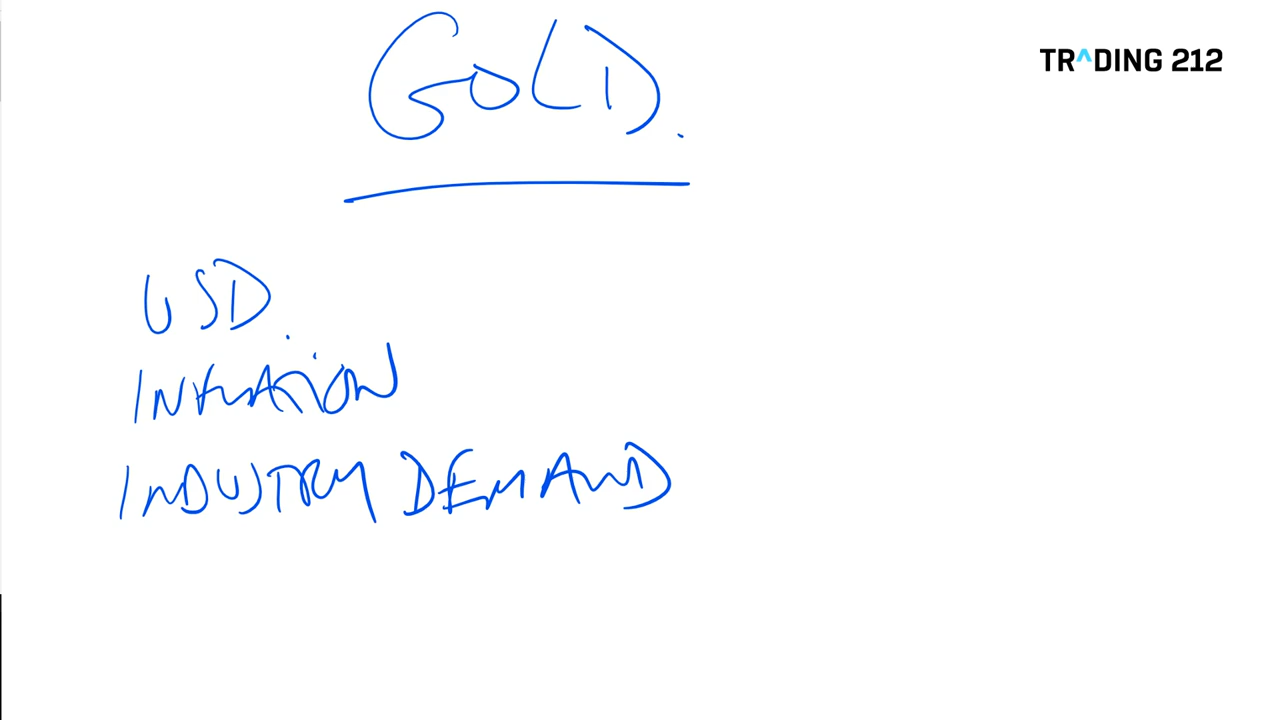 GOLD.
TRADING 212
USD.
INFLATION
INDUSTRY DEMAND